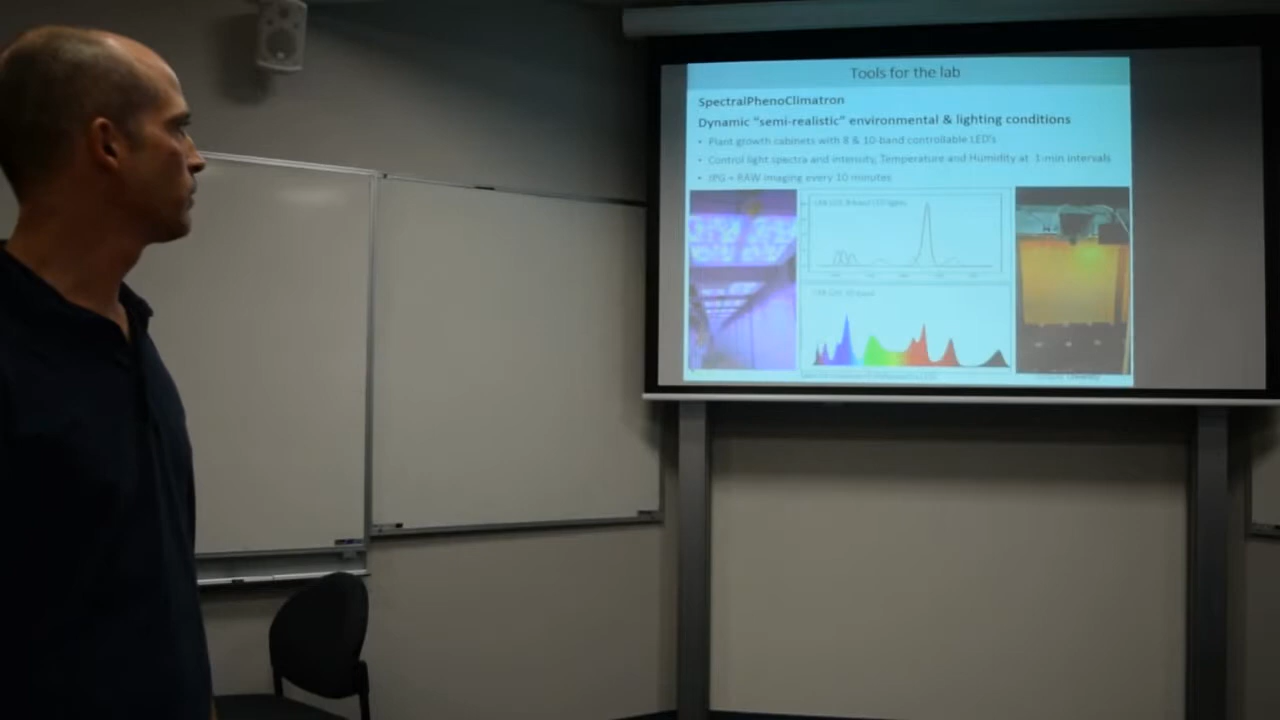 Tools for the lab
SpectralPhenoClimatron
Dynamic "semi-realistic" environmental & lighting conditions
• Plant growth cabinets with 8 & 10-band controllable LED's
• Control light spectra and intensity, Temperature and Humidity at 1-min intervals
• JPG + RAW imaging every 10 minutes